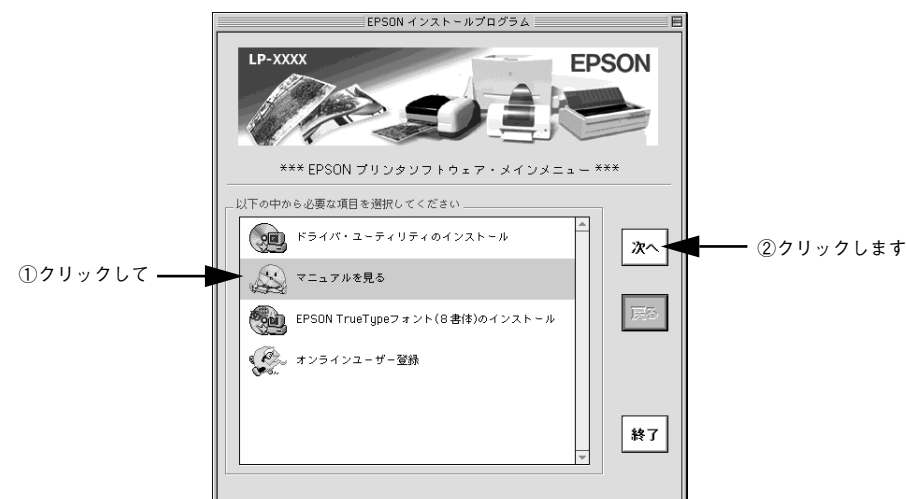 EPSON インストールプログラム
LP-XXXX
EPSON
*** EPSON プリンタソフトウェア・メインメニュー ***
以下の中から必要な項目を選択してください
ドライバ・ユーティリティのインストール
マニュアルを見る
EPSON TrueTypeフォント(8書体)のインストール
オンラインユーザー登録
次へ
戻る
終了
①クリックして
②クリックします